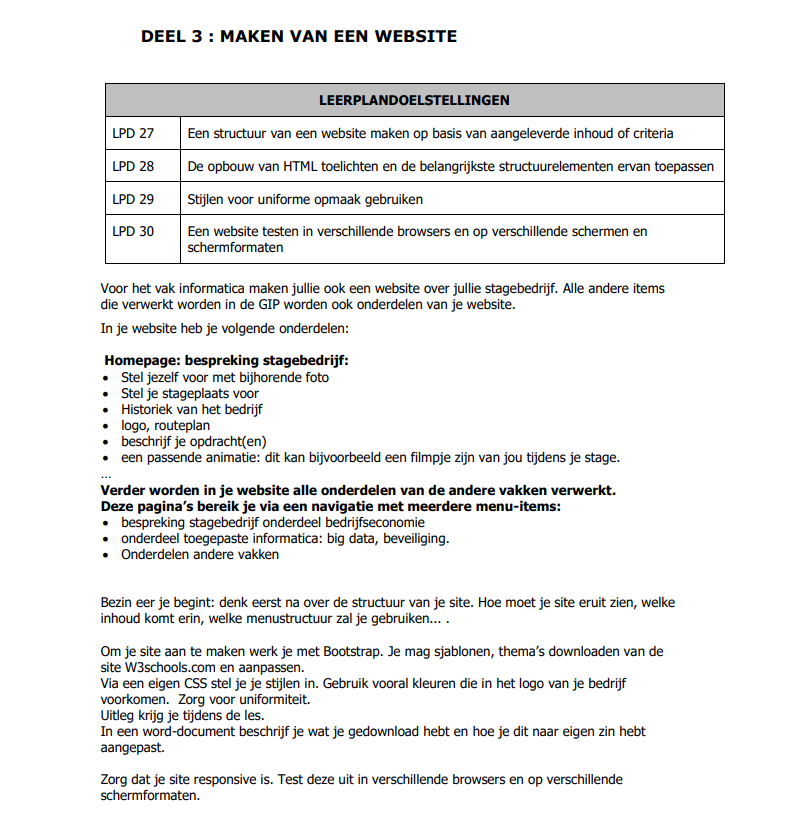 DEEL 3 : MAKEN VAN EEN WEBSITE
LEERPLANDOELSTELLINGEN
LPD 27 Een structuur van een website maken op basis van aangeleverde inhoud of criteria
LPD 28 De opbouw van HTML toelichten en de belangrijkste structuurelementen ervan toepassen
LPD 29 Stijlen voor uniforme opmaak gebruiken
LPD 30 Een website testen in verschillende browsers en op verschillende schermen en
schermformaten
Voor het vak informatica maken jullie ook een website over jullie stagebedrijf. Alle andere items
die verwerkt worden in de GIP worden ook onderdelen van je website.
In je website heb je volgende onderdelen:
Homepage: bespreking stagebedrijf:
• Stel jezelf voor met bijhorende foto
• Stel je stageplaats voor
• Historiek van het bedrijf
• logo, routeplan
• beschrijf je opdracht(en)
• een passende animatie: dit kan bijvoorbeeld een filmpje zijn van jou tijdens je stage.
…
Verder worden in je website alle onderdelen van de andere vakken verwerkt.
Deze pagina’s bereik je via een navigatie met meerdere menu-items:
• bespreking stagebedrijf onderdeel bedrijfseconomie
• onderdeel toegepaste informatica: big data, beveiliging.
• Onderdelen andere vakken
Bezin eer je begint: denk eerst na over de structuur van je site. Hoe moet je site eruit zien, welke
inhoud komt erin, welke menustructuur zal je gebruiken... .
Om je site aan te maken werk je met Bootstrap. Je mag sjablonen, thema’s downloaden van de
site W3schools.com en aanpassen.
Via een eigen CSS stel je je stijlen in. Gebruik vooral kleuren die in het logo van je bedrijf
voorkomen.  Zorg voor uniformiteit.
Uitleg krijg je tijdens de les.
In een word-document beschrijf je wat je gedownload hebt en hoe je dit naar eigen zin hebt
aangepast.
Zorg dat je site responsive is. Test deze uit in verschillende browsers en op verschillende
schermformaten.